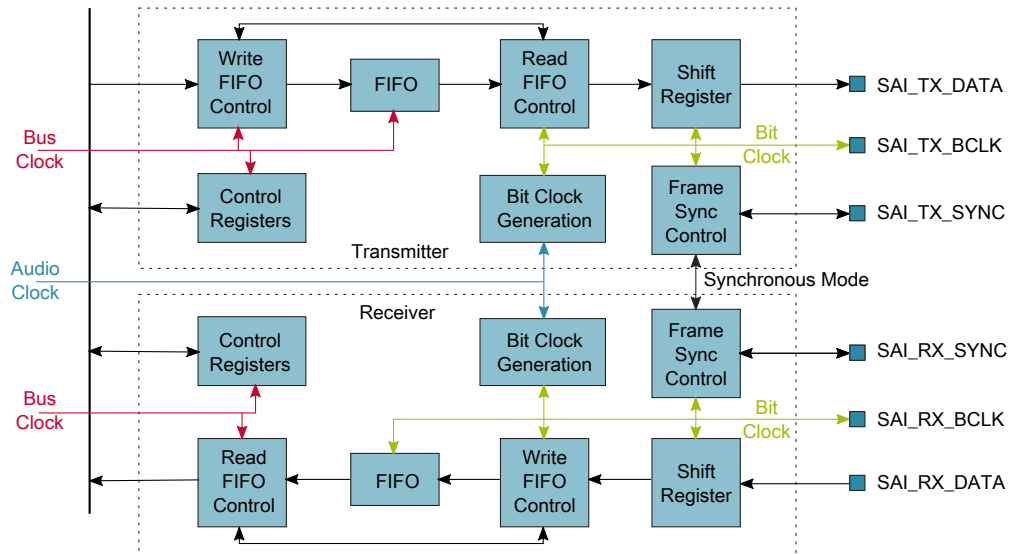 Write
FIFO
Control
FIFO
Read
FIFO
Control
Shift
Register
SAI_TX_DATA
Bus
Clock
Bit
Clock
SAI_TX_BCLK
Control
Registers
Bit Clock
Generation
Frame
Sync
Control
SAI_TX_SYNC
Transmitter
Audio
Clock
Synchronous Mode
Receiver
Control
Registers
Bit Clock
Generation
Frame
Sync
Control
SAI_RX_SYNC
Bus
Clock
Bit
Clock
SAI_RX_BCLK
Read
FIFO
Control
FIFO
Write
FIFO
Control
Shift
Register
SAI_RX_DATA